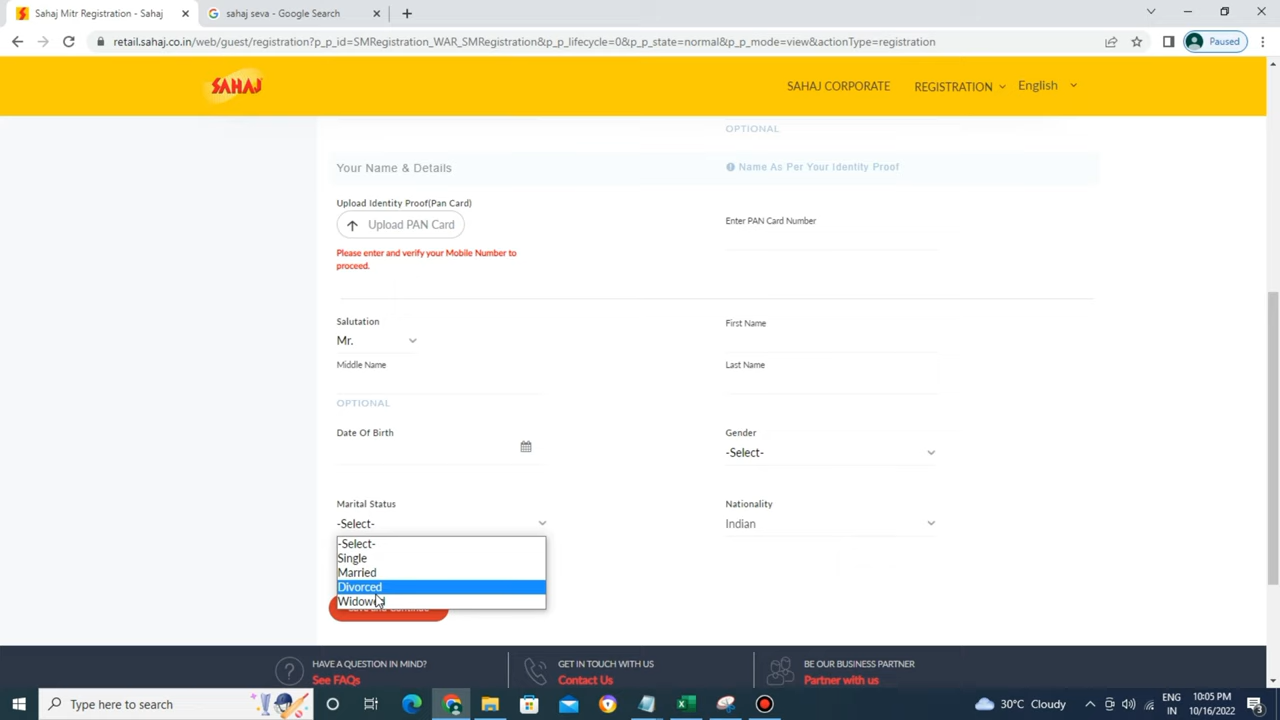 Sahaj Mitr Registration - Sahaj
sahaj seva - Google Search
retail.sahaj.co.in/web/guest/registration?p_p_id=SMRegistration_WAR_SMRegistration&p_p_lifecycle=0&p_p_state=normal&p_p_mode=view&actionType=registration
Paused
SAHAJ
SAHAJ CORPORATE
REGISTRATION
English
OPTIONAL
Your Name & Details
Name As Per Your Identity Proof
Upload Identity Proof(Pan Card)
Upload PAN Card
Enter PAN Card Number
Please enter and verify your Mobile Number to
proceed.
Salutation
Mr.
First Name
Middle Name
Last Name
OPTIONAL
Date Of Birth
Gender
-Select-
Marital Status
-Select-
Nationality
Indian
-Select-
Single
Married
Divorced
Widowed
HAVE A QUESTION IN MIND?
See FAQs
GET IN TOUCH WITH US
Contact Us
BE OUR BUSINESS PARTNER
Partner with us
Type here to search
30°C Cloudy
ENG
IN
10:05 PM
10/16/2022
3